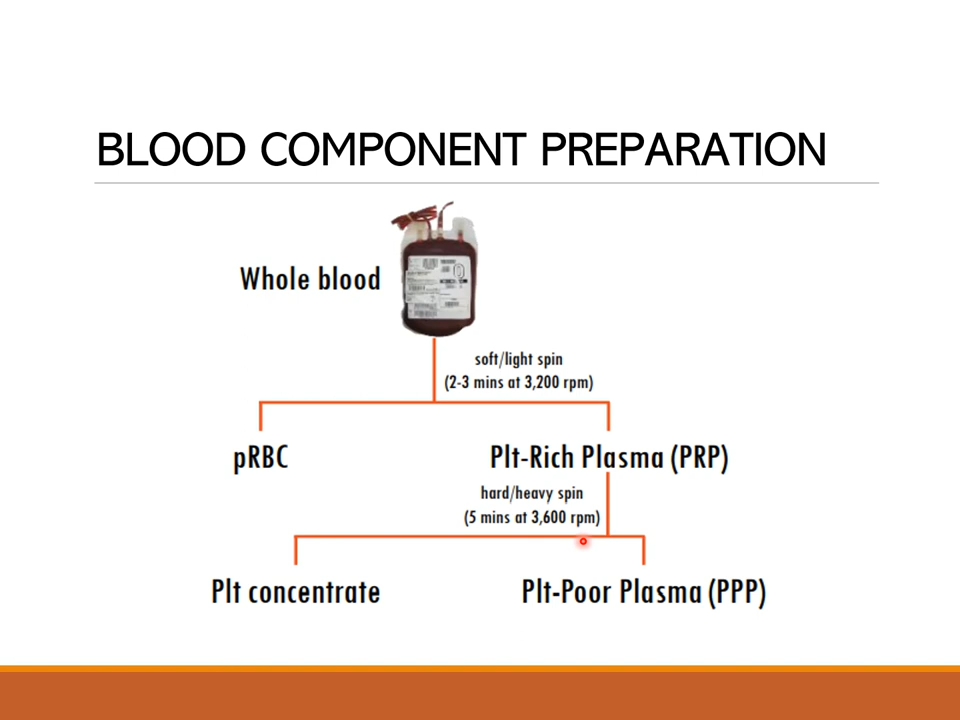 BLOOD COMPONENT PREPARATION
Whole blood
soft/light spin
(2-3 mins at 3,200 rpm)
pRBC
Plt-Rich Plasma (PRP)
hard/heavy spin
(5 mins at 3,600 rpm)
Plt concentrate
Plt-Poor Plasma (PPP)